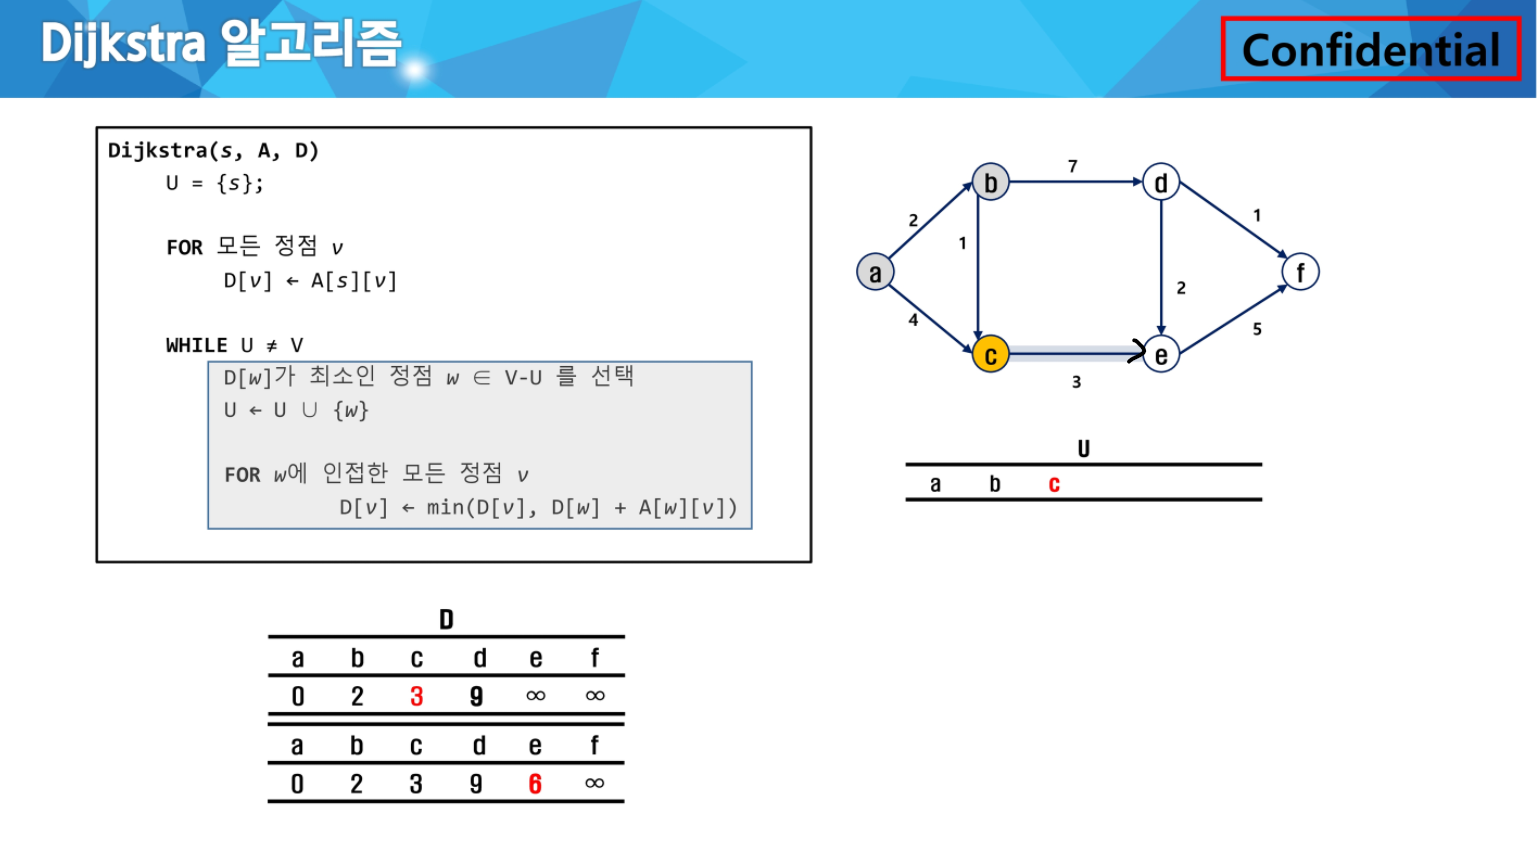 Dijkstra 알고리즘
Confidential
Dijkstra(s, A, D)
U = {s};
FOR 모든 정점 v
D[v] ← A[s][v]
WHILE U ≠ V
D[w]가 최소인 정점 w ∈ V-U 를 선택
U ← U ∪ {w}
FOR w에 인접한 모든 정점 v
D[v] ← min(D[v], D[w] + A[w][v])
7
b
d
2
1
1
a
f
2
4
5
c
e
3
U
a b c
D
a b c d e f
0 2 3 9 ∞ ∞
a b c d e f
0 2 3 9 6 ∞